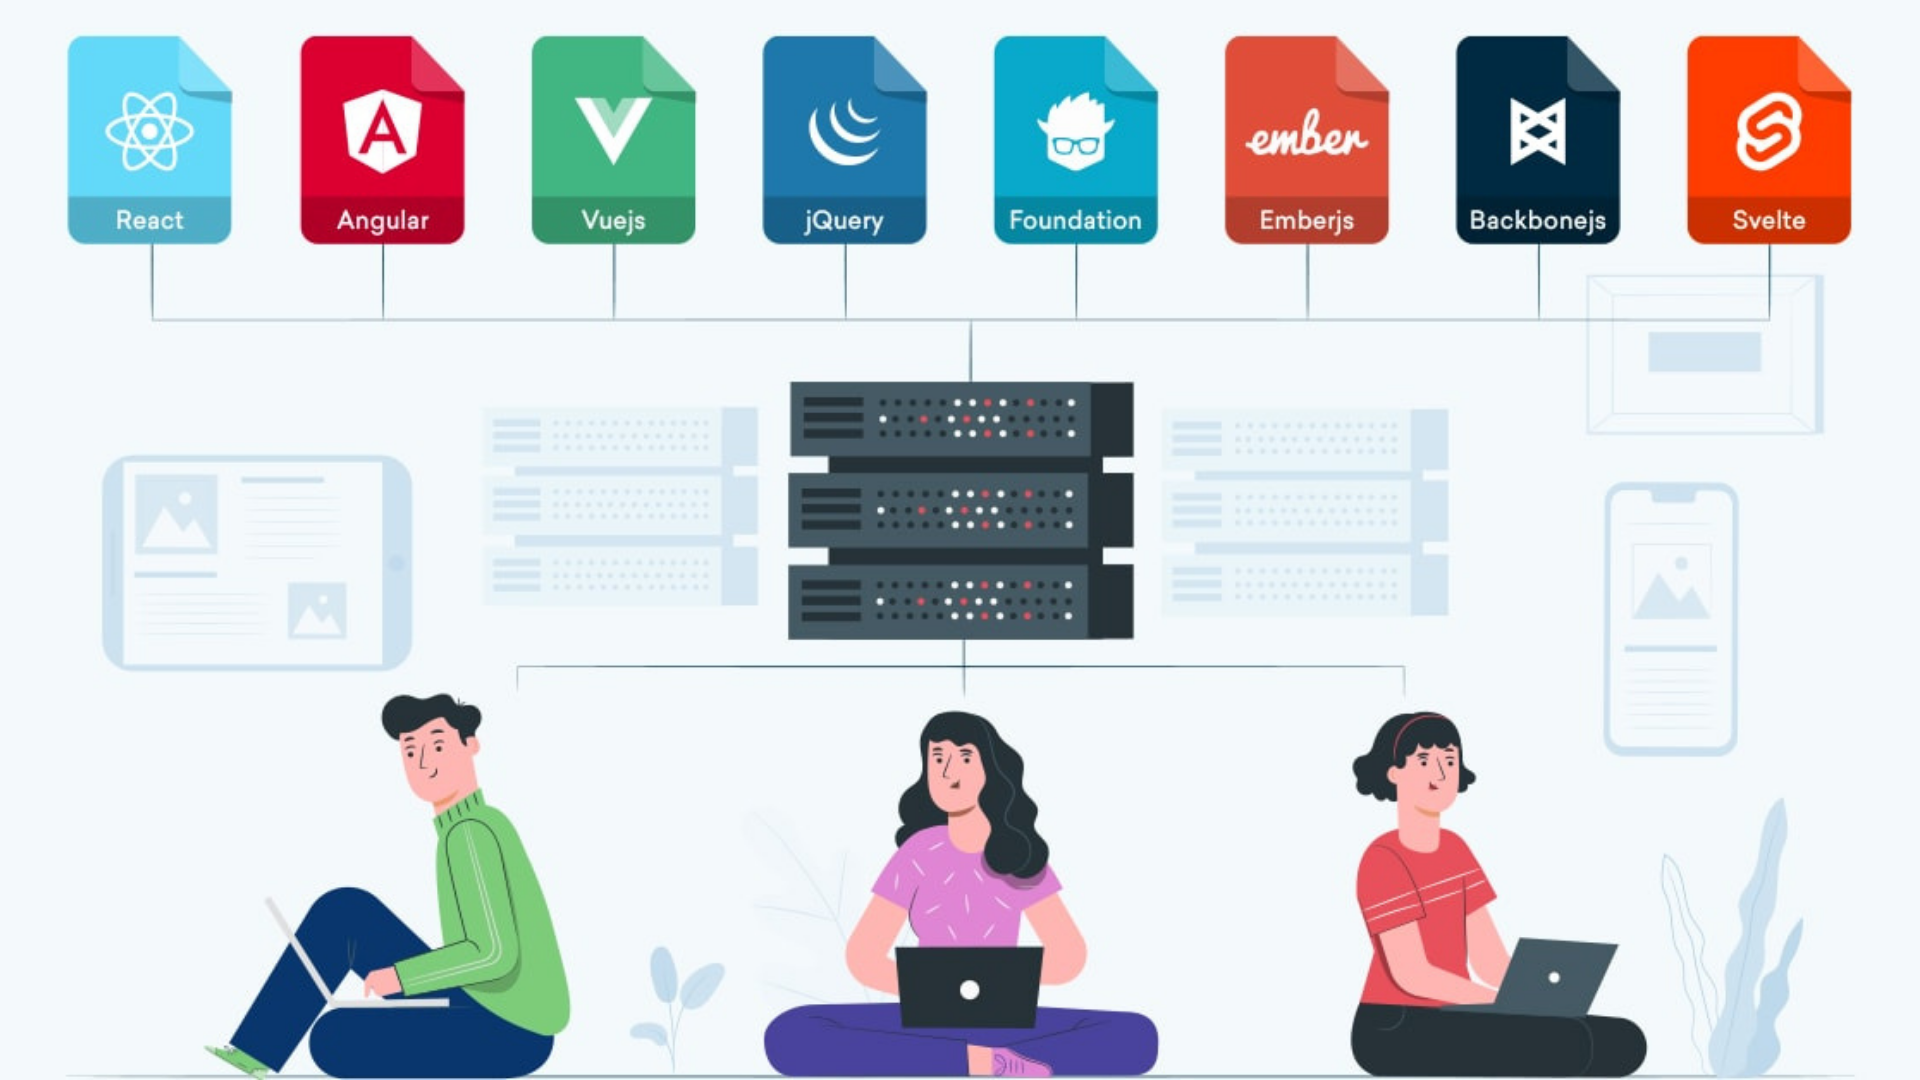 React
Angular
Vuejs
jQuery
Foundation
ember
Emberjs
Backbonejs
Svelte